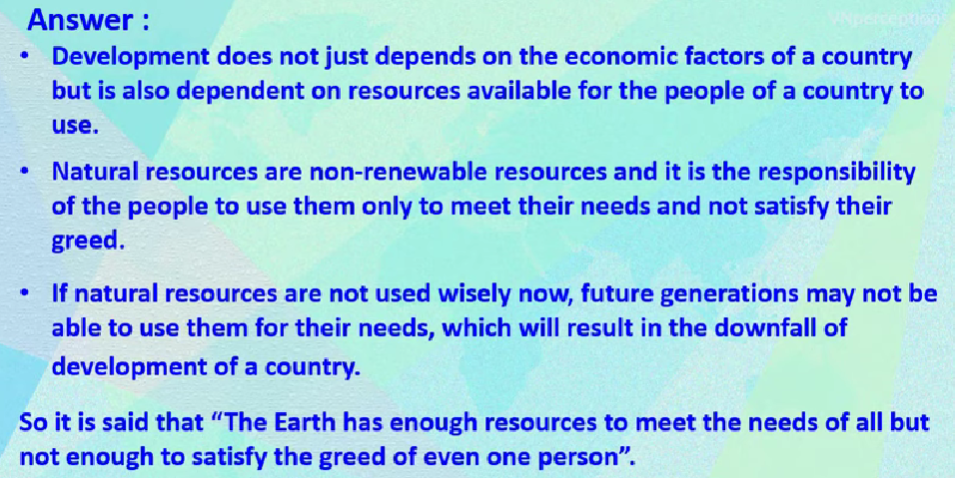 VNperceptions
Answer :
• Development does not just depends on the economic factors of a country
but is also dependent on resources available for the people of a country to
use.
• Natural resources are non-renewable resources and it is the responsibility
of the people to use them only to meet their needs and not satisfy their
greed.
• If natural resources are not used wisely now, future generations may not be
able to use them for their needs, which will result in the downfall of
development of a country.
So it is said that “The Earth has enough resources to meet the needs of all but
not enough to satisfy the greed of even one person”.